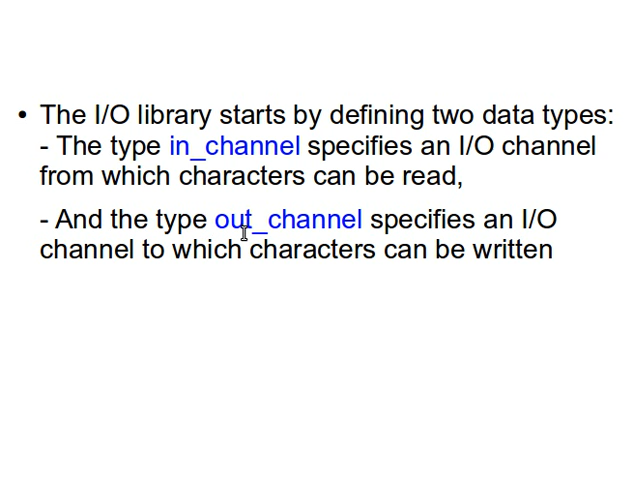 • The I/O library starts by defining two data types:
- The type in_channel specifies an I/O channel
from which characters can be read,
- And the type out_channel specifies an I/O
channel to which characters can be written